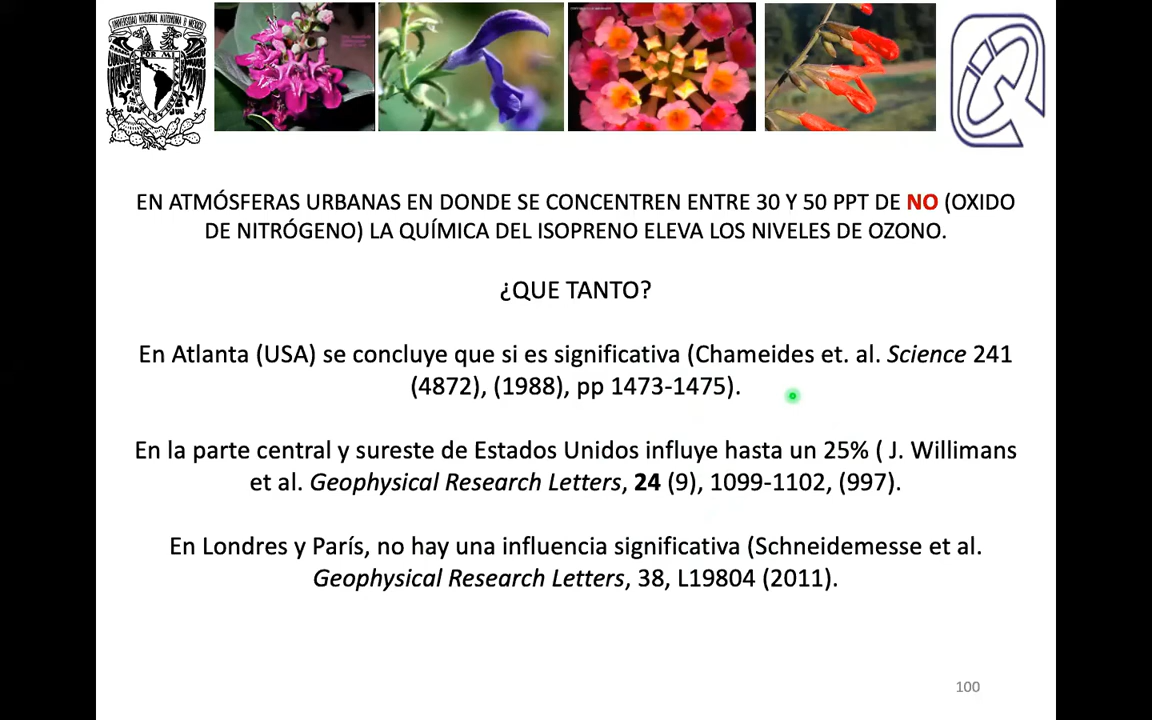 EN ATMÓSFERAS URBANAS EN DONDE SE CONCENTREN ENTRE 30 Y 50 PPT DE NO (OXIDO
DE NITRÓGENO) LA QUÍMICA DEL ISOPRENO ELEVA LOS NIVELES DE OZONO.
¿QUE TANTO?
En Atlanta (USA) se concluye que si es significativa (Chameides et. al. Science 241
(4872), (1988), pp 1473-1475).
En la parte central y sureste de Estados Unidos influye hasta un 25% ( J. Willimans
et al. Geophysical Research Letters, 24 (9), 1099-1102, (997).
En Londres y París, no hay una influencia significativa (Schneidemesse et al.
Geophysical Research Letters, 38, L19804 (2011).
100